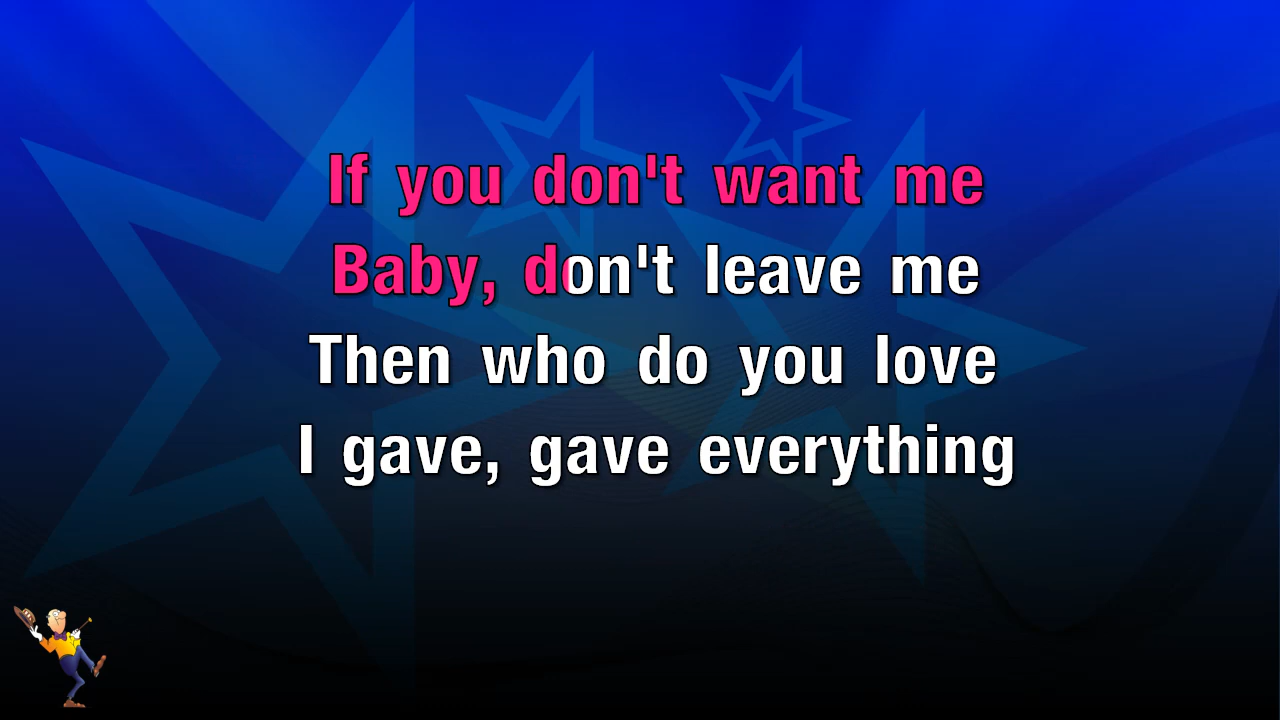 If you don't want me
Baby, don't leave me
Then who do you love
I gave, gave everything